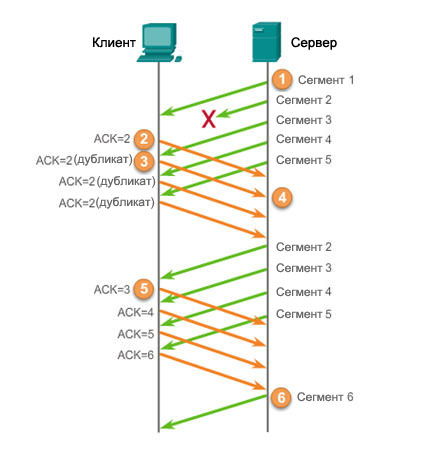 Клиент Сервер
1 Сегмент 1
Сегмент 2
X
Сегмент 3
ACK=2 2 Сегмент 4
ACK=2(дубликат) 3 Сегмент 5
ACK=2(дубликат)
4
ACK=2(дубликат)
Сегмент 2
Сегмент 3
ACK=3 5 Сегмент 4
ACK=4 Сегмент 5
ACK=5
ACK=6
6 Сегмент 6